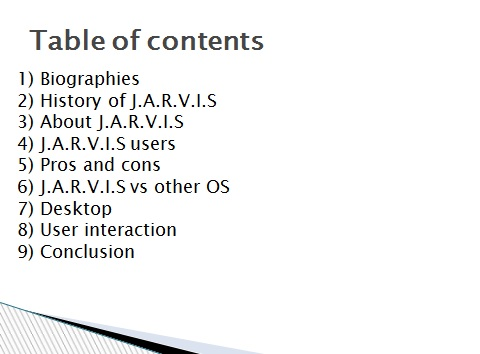 Table of contents
1) Biographies
2) History of J.A.R.V.I.S
3) About J.A.R.V.I.S
4) J.A.R.V.I.S users
5) Pros and cons
6) J.A.R.V.I.S vs other OS
7) Desktop
8) User interaction
9) Conclusion